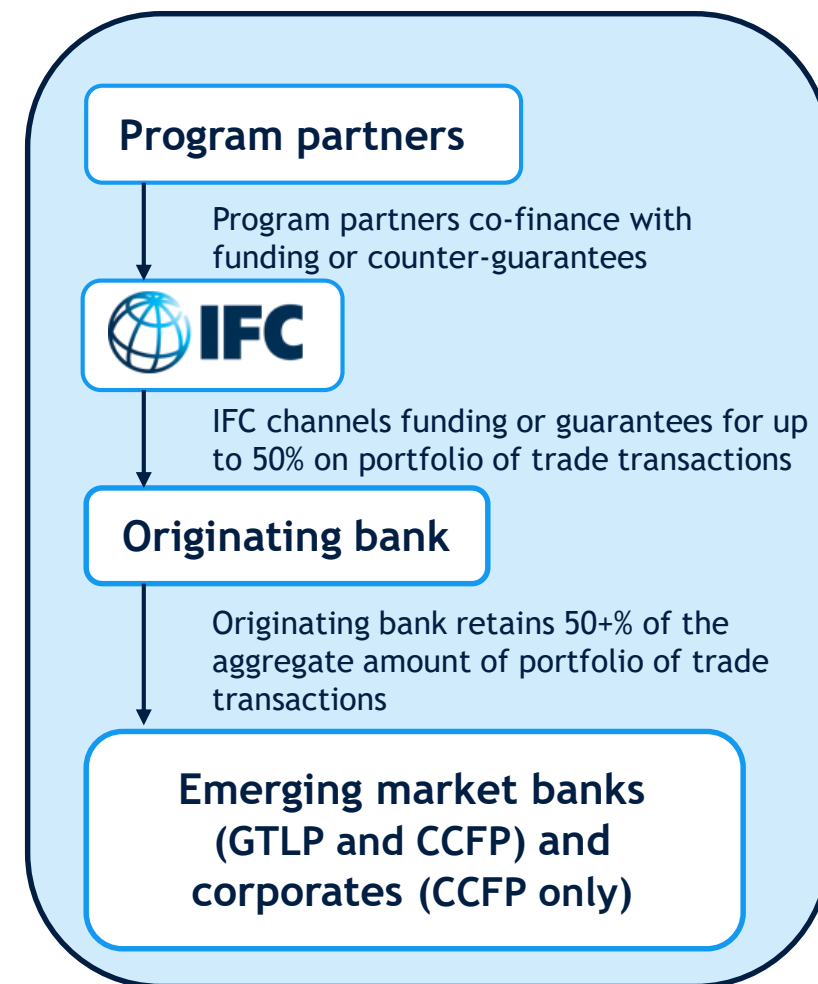 Program partners
Program partners co-finance with
funding or counter-guarantees
IFC
IFC channels funding or guarantees for up
to 50% on portfolio of trade transactions
Originating bank
Originating bank retains 50+% of the
aggregate amount of portfolio of trade
transactions
Emerging market banks
(GTLP and CCFP) and
corporates (CCFP only)